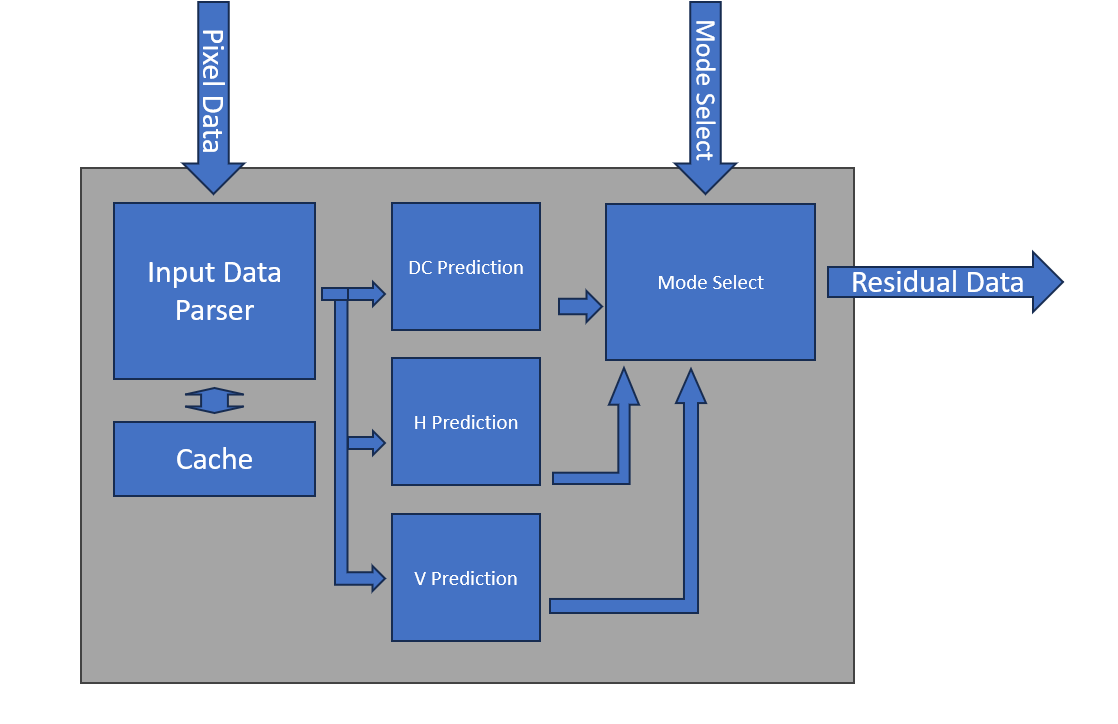 Pixel Data
Mode Select
Input Data
Parser
DC Prediction
Mode Select
Residual Data
H Prediction
Cache
V Prediction